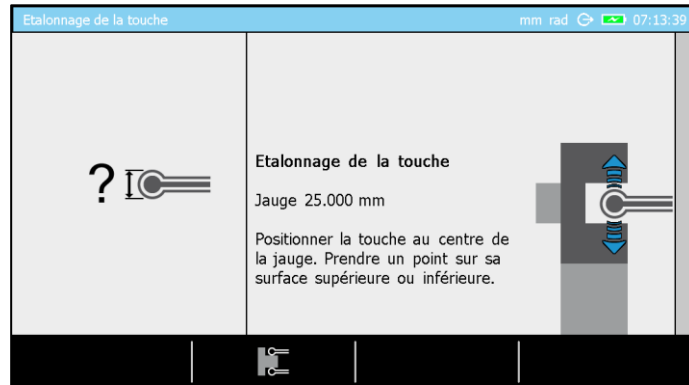 Etalonnage de la touche
mm rad 07:13:39
?
Etalonnage de la touche
Jauge 25.000 mm
Positionner la touche au centre de
la jauge. Prendre un point sur sa
surface supérieure ou inférieure.